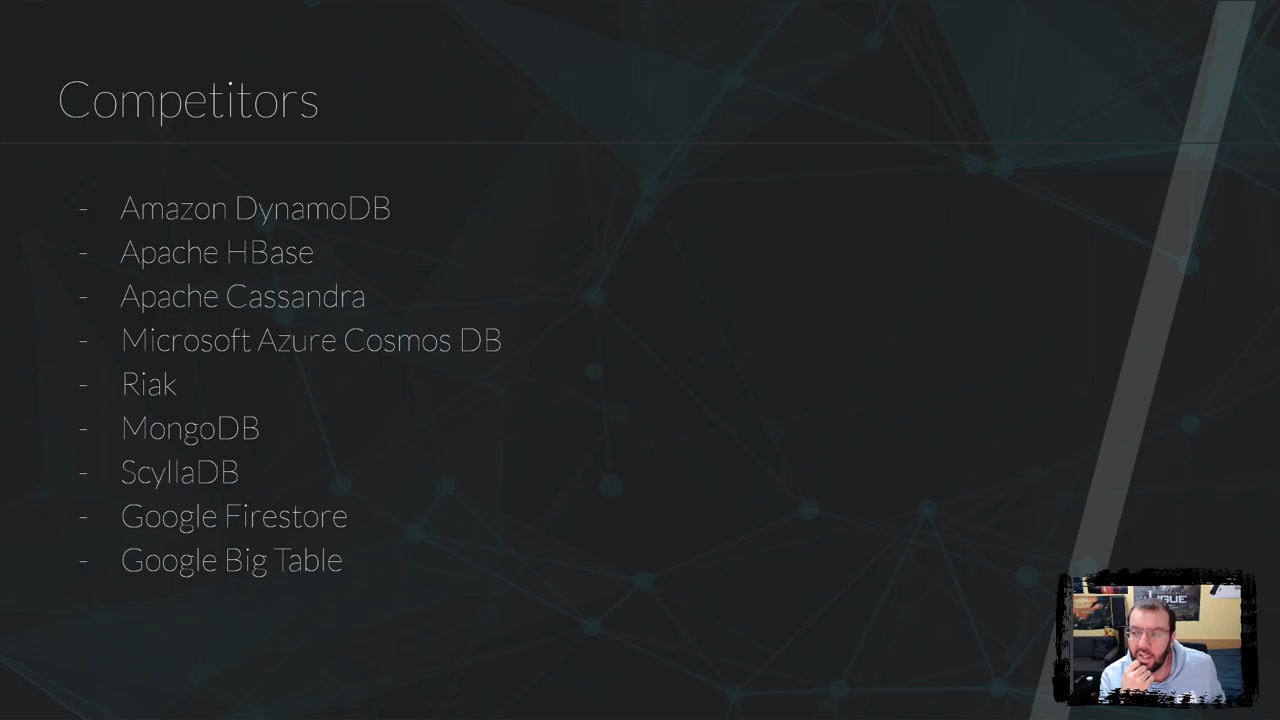 Competitors
- Amazon DynamoDB
- Apache HBase
- Apache Cassandra
- Microsoft Azure Cosmos DB
- Riak
- MongoDB
- ScyllaDB
- Google Firestore
- Google Big Table